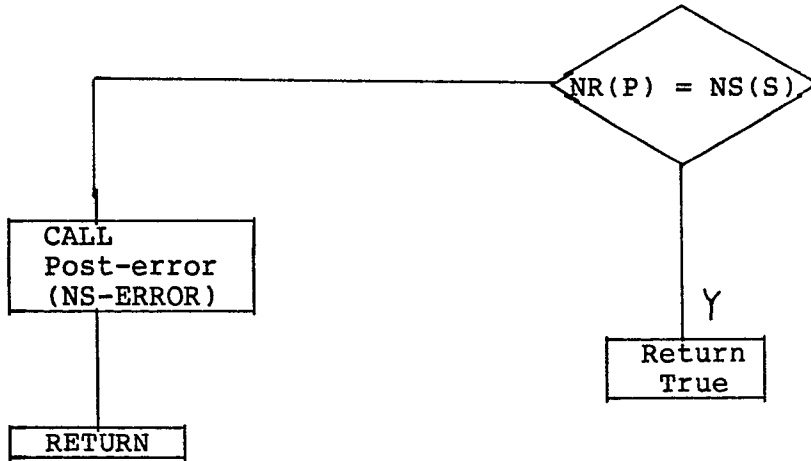 NR(P) = NS(S)
CALL
Post-error
(NS-ERROR)
Y
Return
True
RETURN